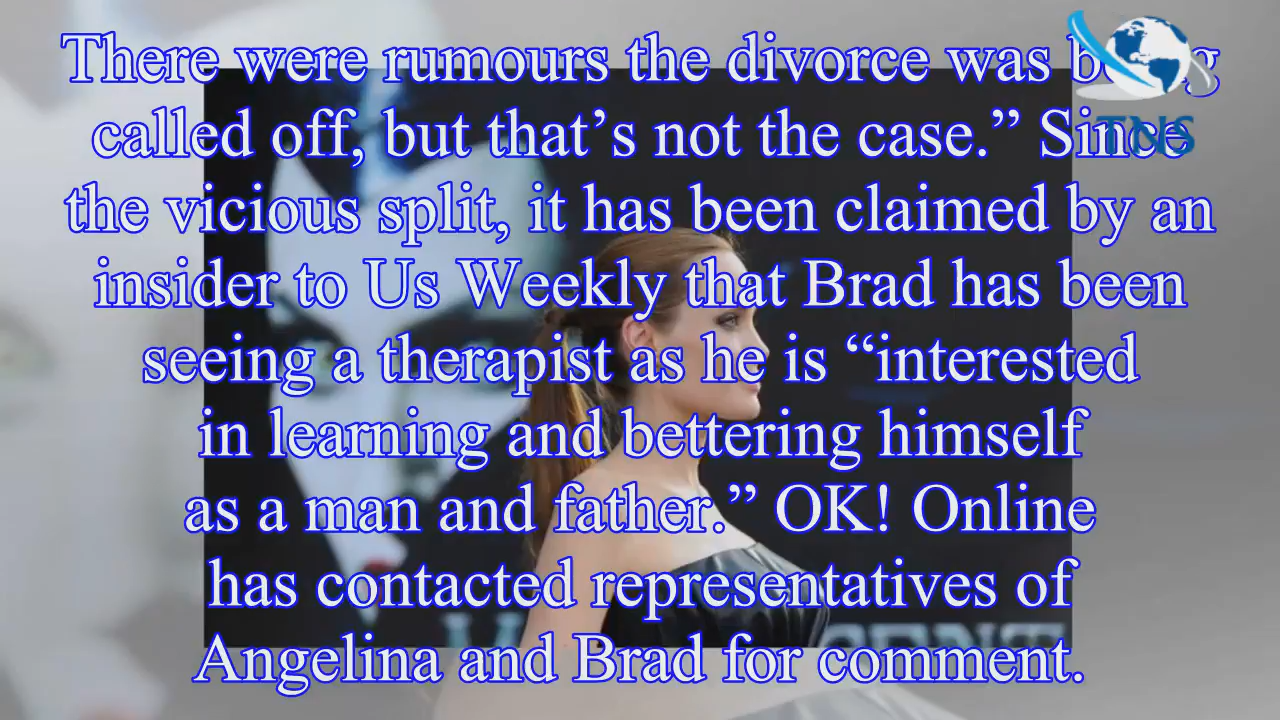 There were rumours the divorce was being
called off, but that’s not the case.” Since
the vicious split, it has been claimed by an
insider to Us Weekly that Brad has been
seeing a therapist as he is “interested
in learning and bettering himself
as a man and father.” OK! Online
has contacted representatives of
Angelina and Brad for comment.
TNS